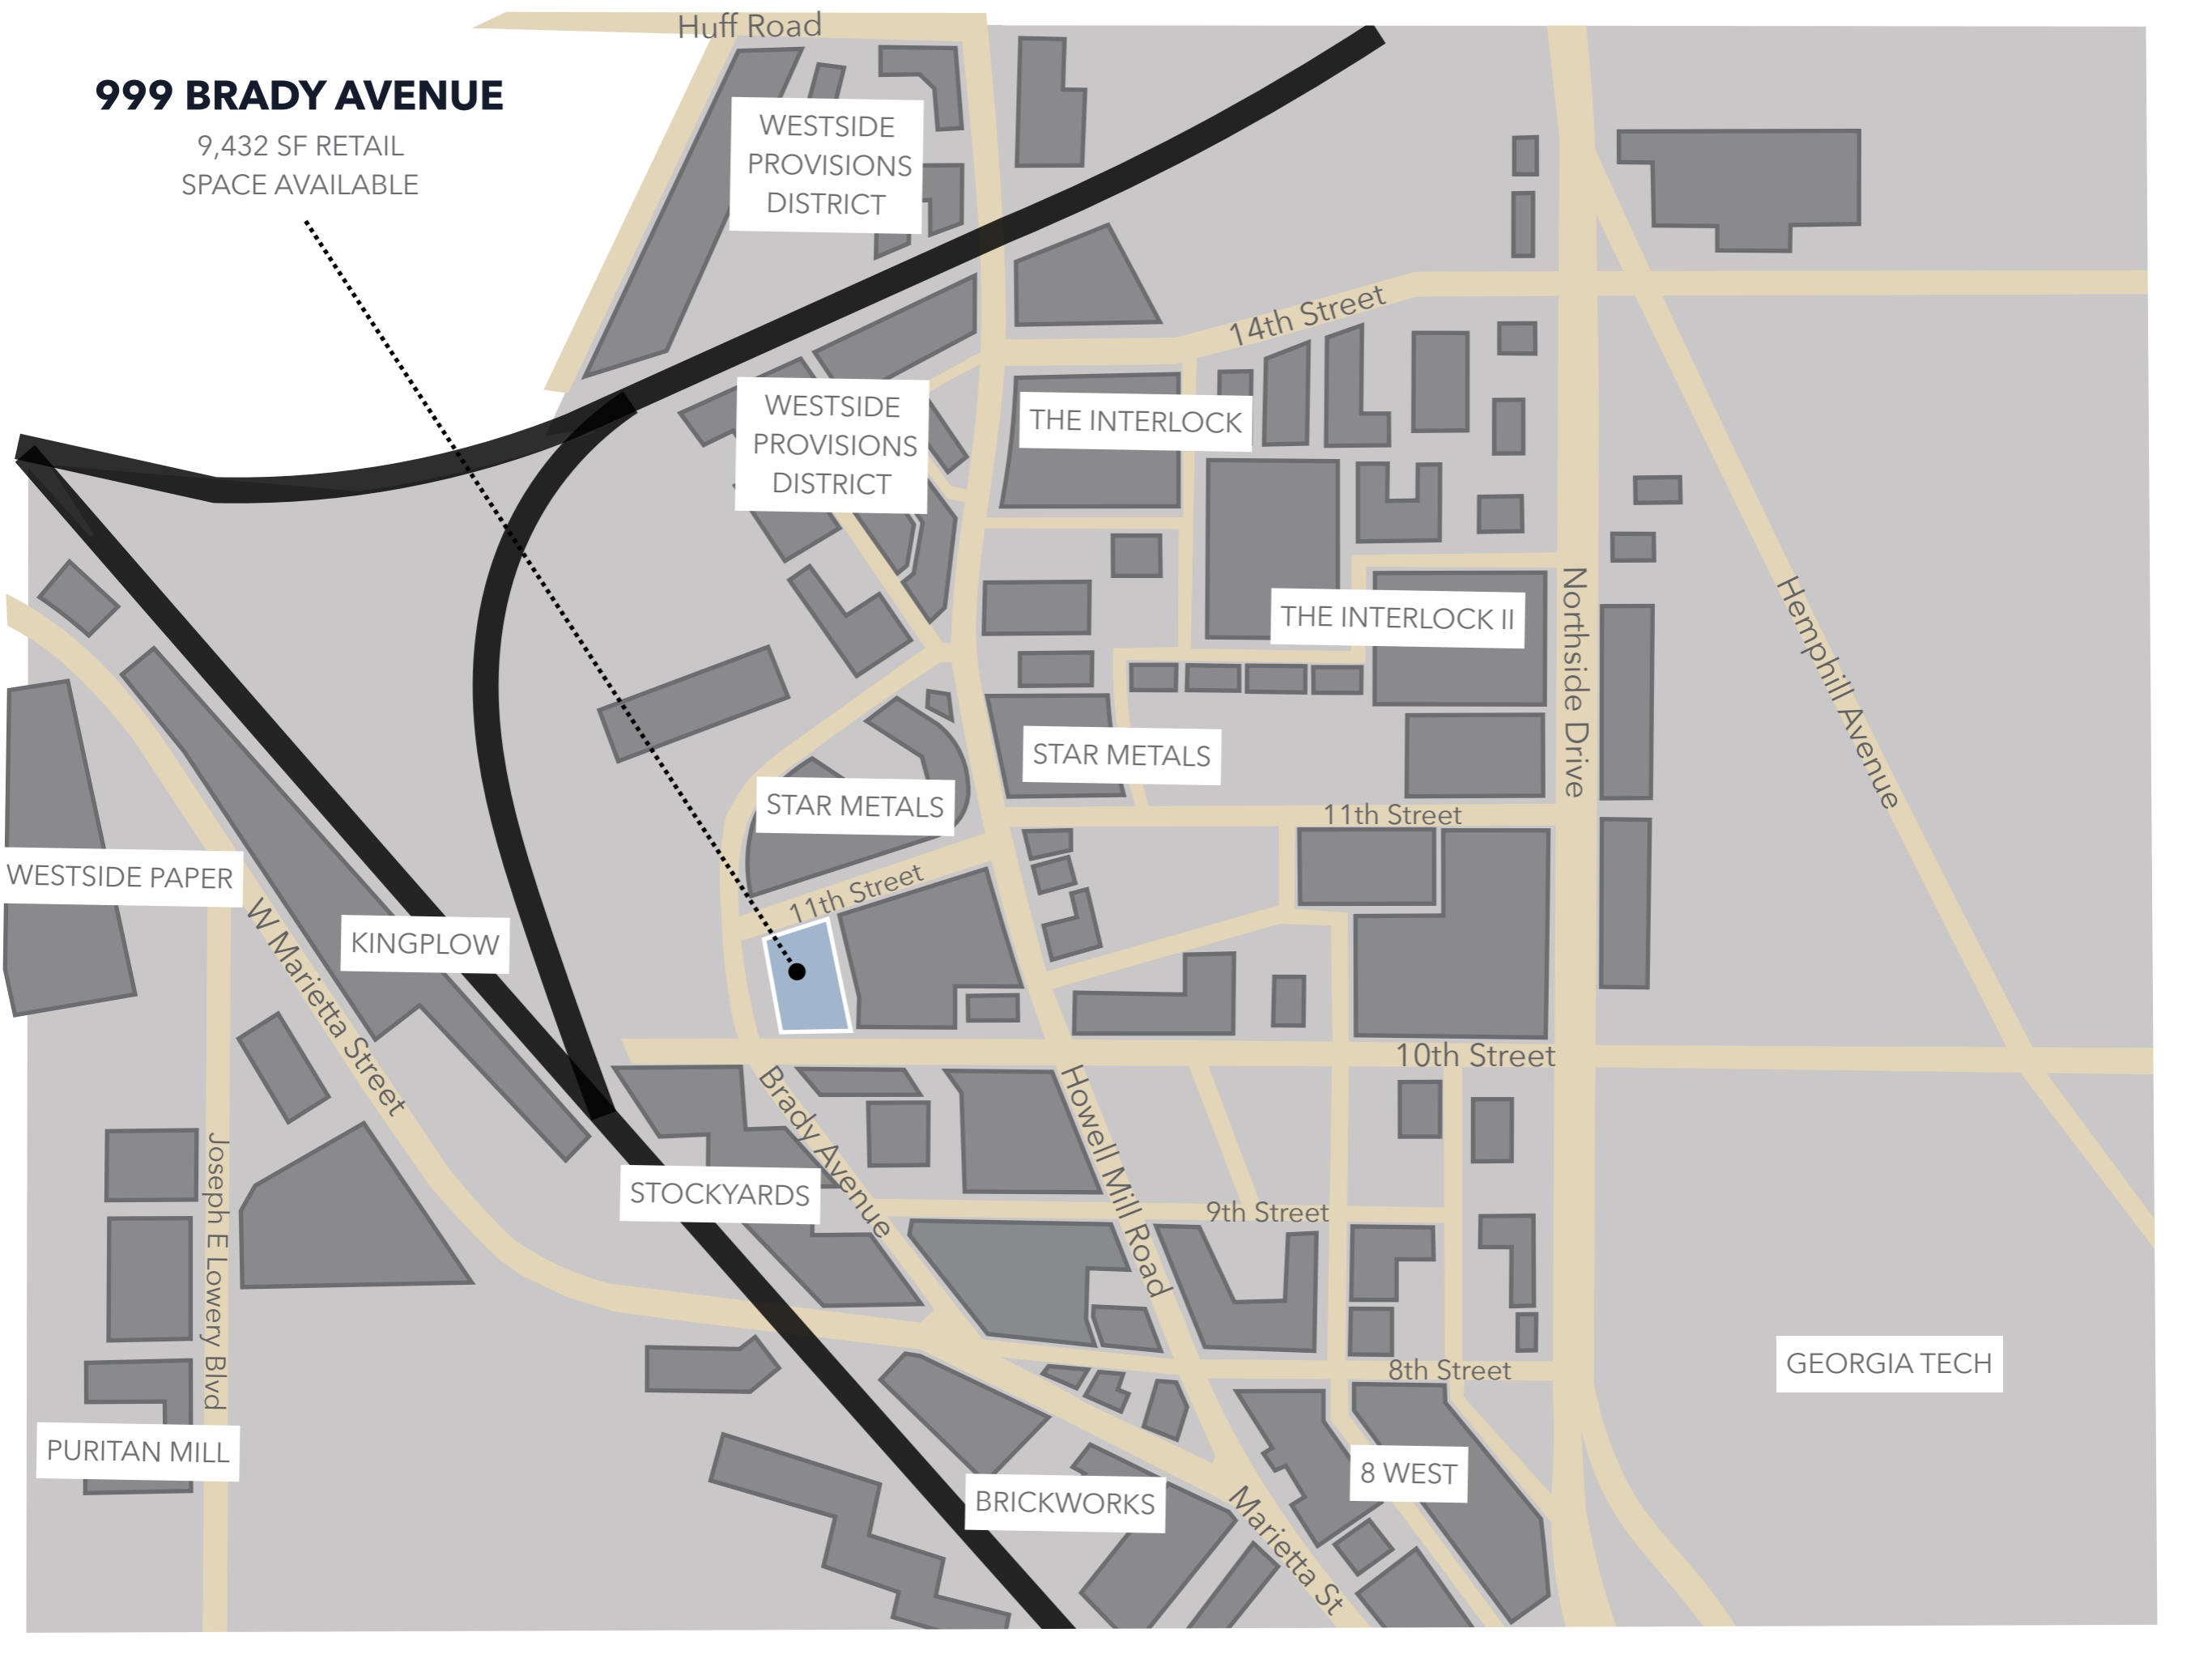 Huff Road
999 BRADY AVENUE
9,432 SF RETAIL
SPACE AVAILABLE
WESTSIDE
PROVISIONS
DISTRICT
14th Street
WESTSIDE
PROVISIONS
DISTRICT
THE INTERLOCK
THE INTERLOCK II
Northside Drive
Hemphill Avenue
STAR METALS
STAR METALS
11th Street
11th Street
WESTSIDE PAPER
KINGPLOW
W Marietta Street
10th Street
Brady Avenue
Howell Mill Road
Joseph E Lowery Blvd
STOCKYARDS
9th Street
8th Street
GEORGIA TECH
PURITAN MILL
8 WEST
BRICKWORKS
Marietta St